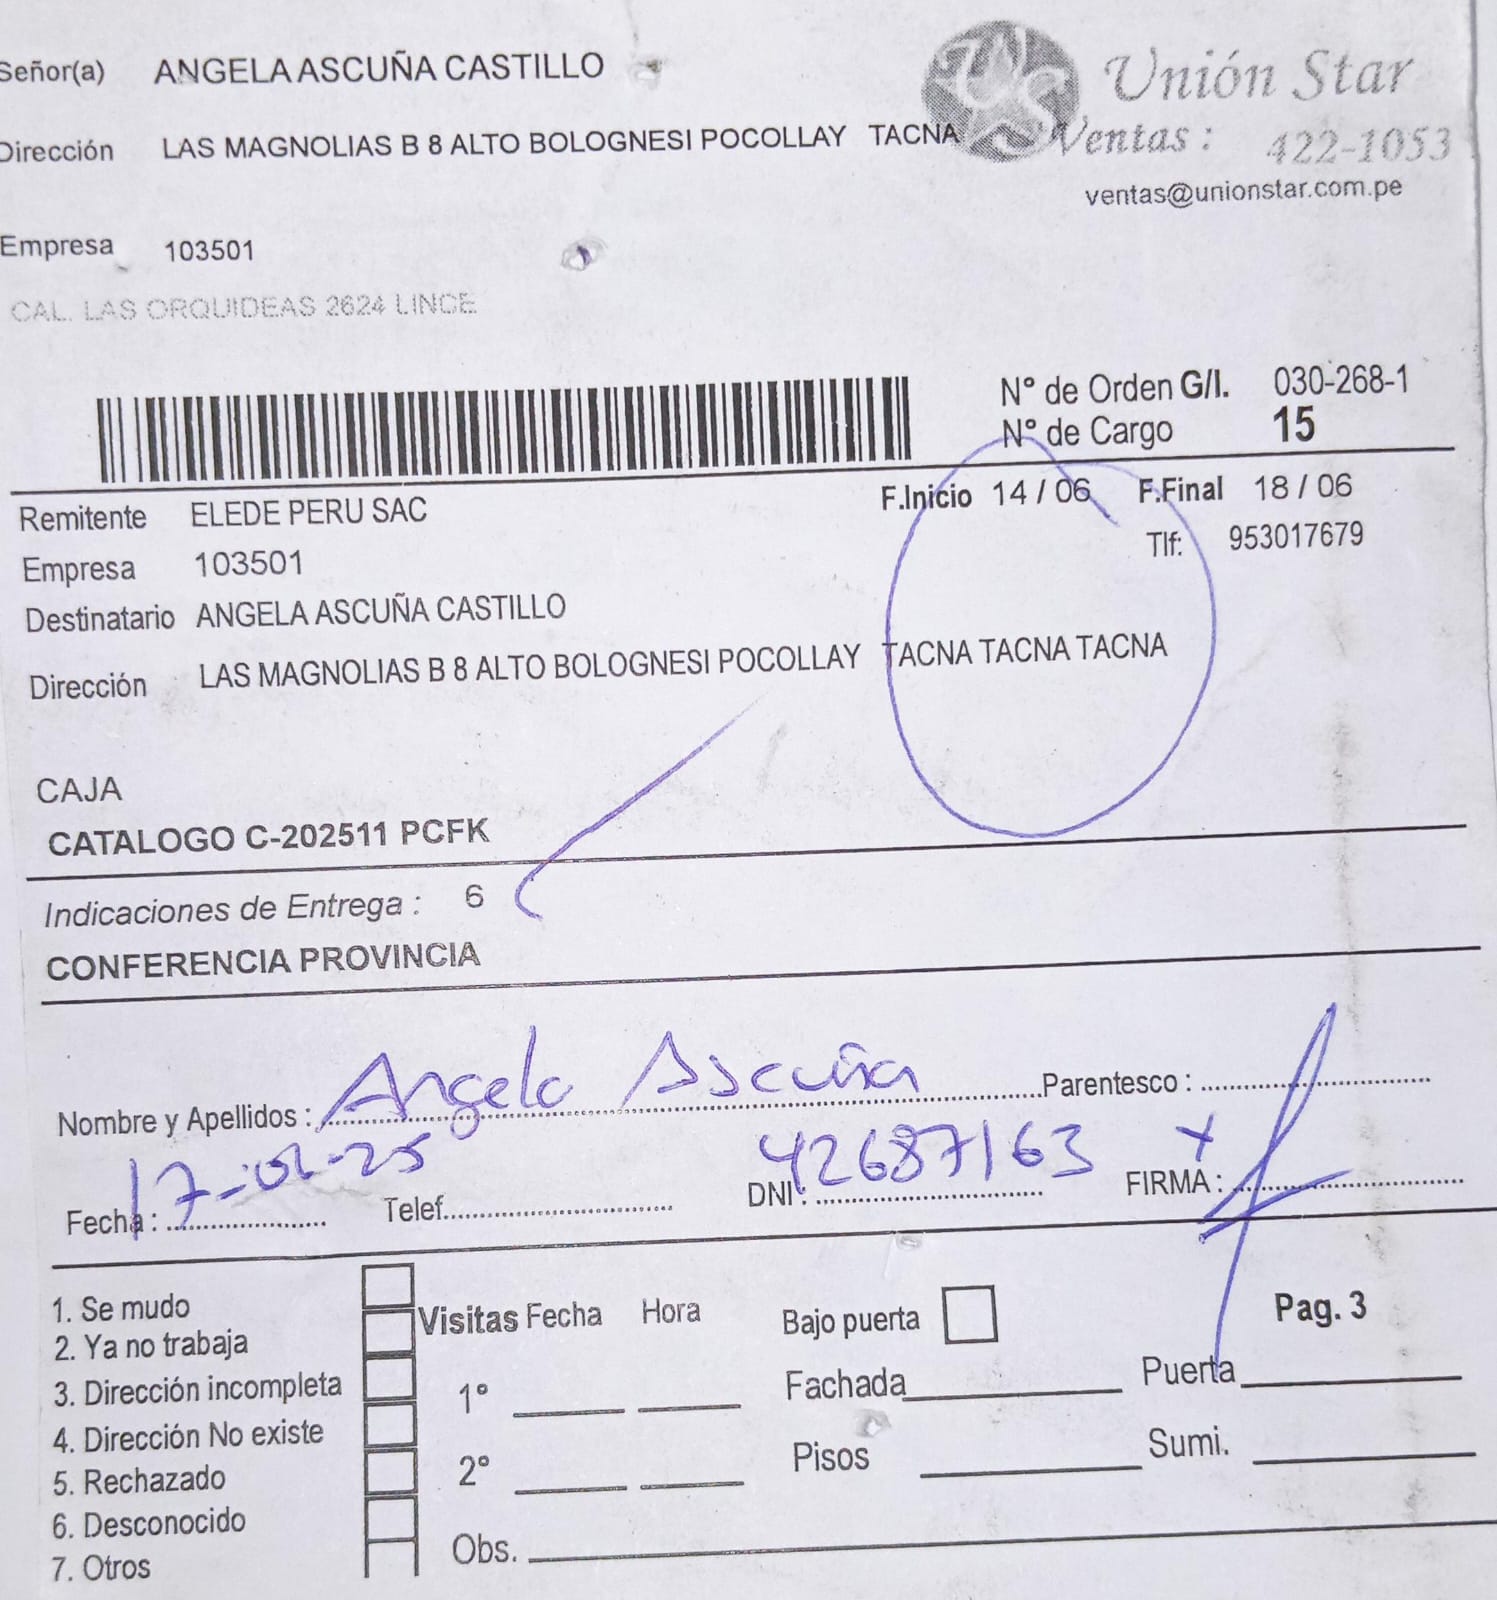 Señor(a) ANGELA ASCUÑA CASTILLO
Unión Star
Dirección LAS MAGNOLIAS B 8 ALTO BOLOGNESI POCOLLAY TACNA
Ventas : 422-1053
ventas@unionstar.com.pe
Empresa 103501
CAL. LAS ORQUIDEAS 2624 LINCE
N° de Orden G/I. 030-268-1
N° de Cargo 15
Remitente ELEDE PERU SAC
F.Inicio 14 / 06 F.Final 18 / 06
Empresa 103501
Tlf: 953017679
Destinatario ANGELA ASCUÑA CASTILLO
Dirección LAS MAGNOLIAS B 8 ALTO BOLOGNESI POCOLLAY TACNA TACNA TACNA
CAJA
CATALOGO C-202511 PCFK
Indicaciones de Entrega : 6
CONFERENCIA PROVINCIA
Nombre y Apellidos : Angela Ascuña Parentesco :
Fecha : 17-06-25 Telef. DNI : 42687163 FIRMA : x
1. Se mudo
2. Ya no trabaja
3. Dirección incompleta
4. Dirección No existe
5. Rechazado
6. Desconocido
7. Otros
Visitas Fecha Hora
1°
2°
Obs.
Bajo puerta
Pag. 3
Fachada Puerta
Pisos Sumi.